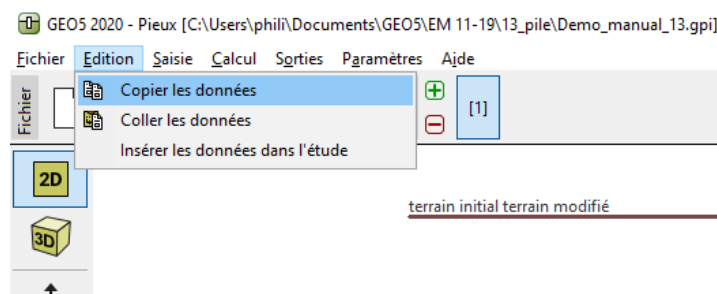 GEO5 2020 - Pieux [C:\Users\phili\Documents\GEO5\EM 11-19\13_pile\Demo_manual_13.gpi]
Fichier Edition Saisie Calcul Sorties Paramètres Aide
Fichier
Copier les données
Coller les données
Insérer les données dans l'étude
[1]
2D
3D
terrain initial terrain modifié